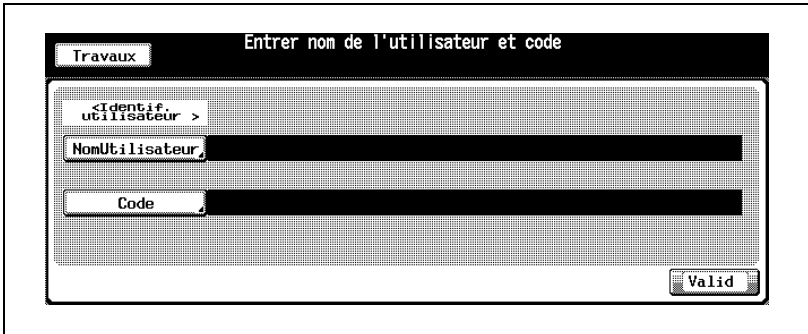 Entrer nom de l'utilisateur et code
Travaux
<Identif.
utilisateur >
NomUtilisateur
Code
Valid